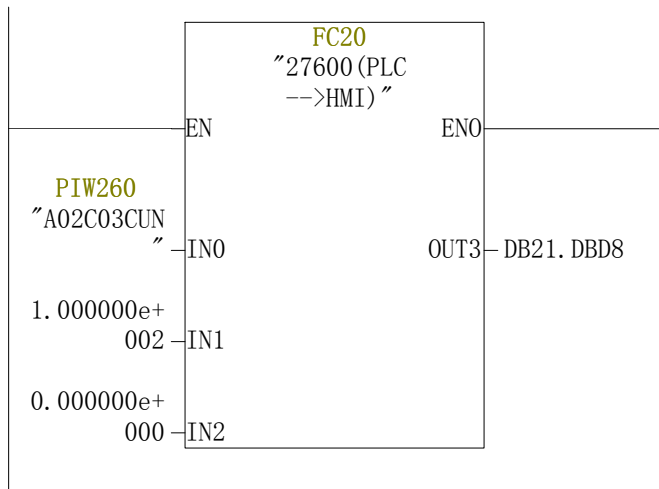 FC20
"27600(PLC
-->HMI)"
EN
ENO
PIW260
"A02C03CUN
"
IN0
OUT3
DB21.DBD8
1.000000e+
002
IN1
0.000000e+
000
IN2